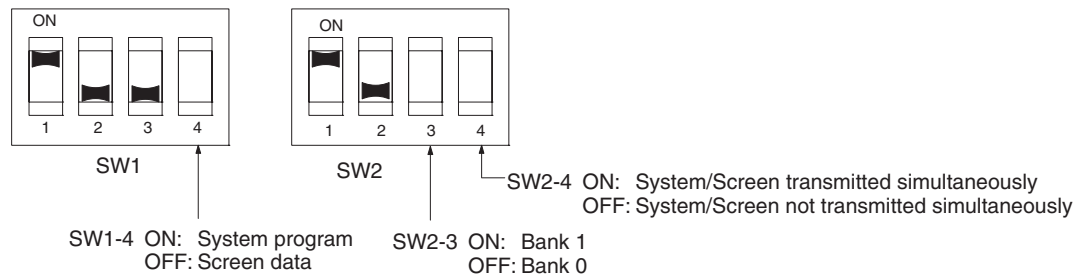 ON
ON
1 2 3 4
1 2 3 4
SW1
SW2
SW2-4 ON: System/Screen transmitted simultaneously
OFF: System/Screen not transmitted simultaneously
SW1-4 ON: System program
OFF: Screen data
SW2-3 ON: Bank 1
OFF: Bank 0